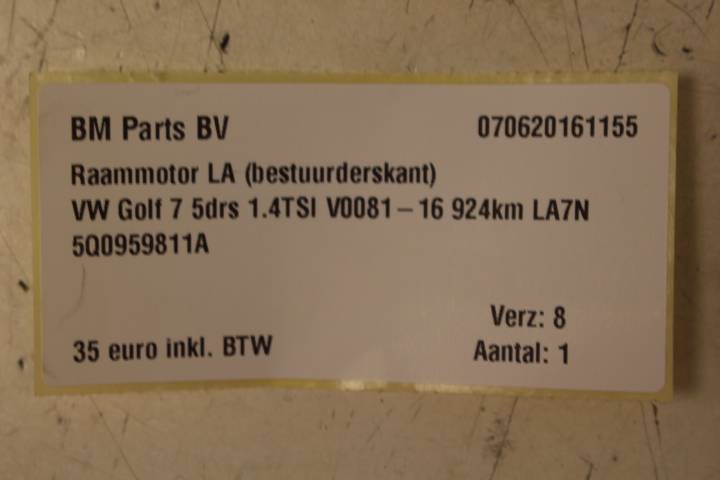 BM Parts BV 070620161155
Raammotor LA (bestuurderskant)
VW Golf 7 5drs 1.4TSI V0081-16 924km LA7N
5Q0959811A
Verz: 8
35 euro inkl. BTW Aantal: 1